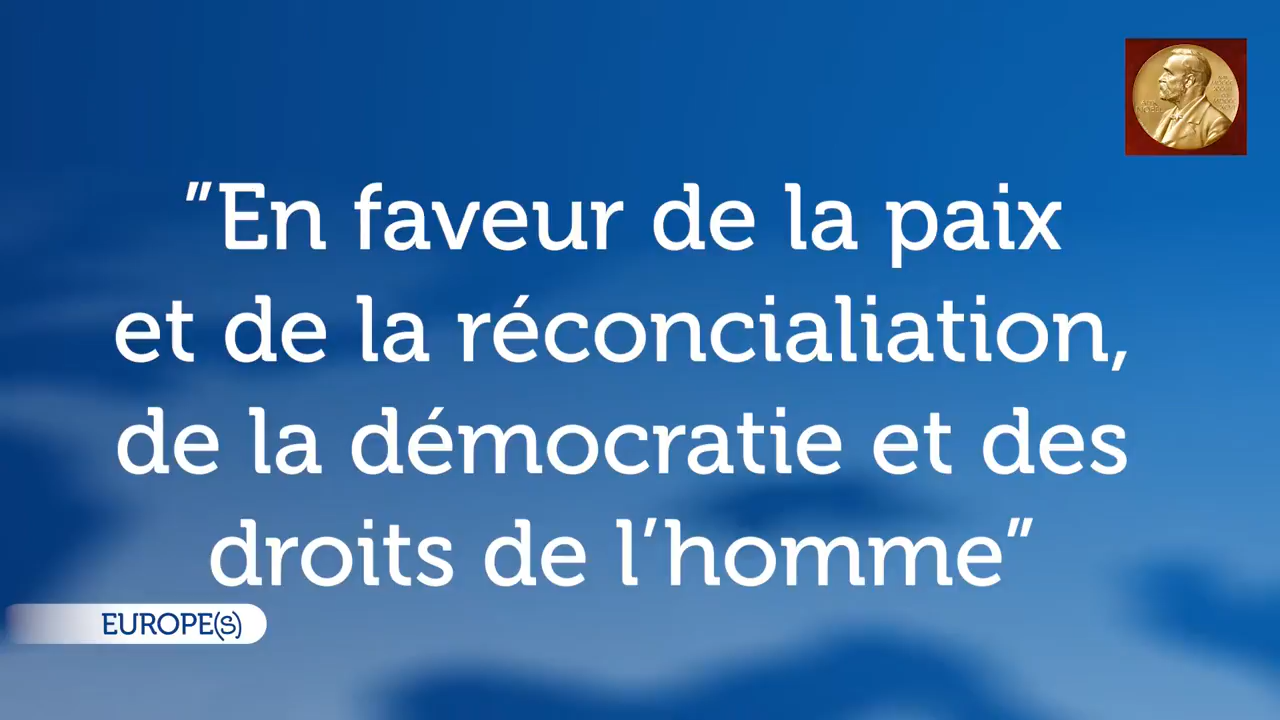 "En faveur de la paix
et de la réconcialiation,
de la démocratie et des
droits de l'homme"
EUROPE(S)